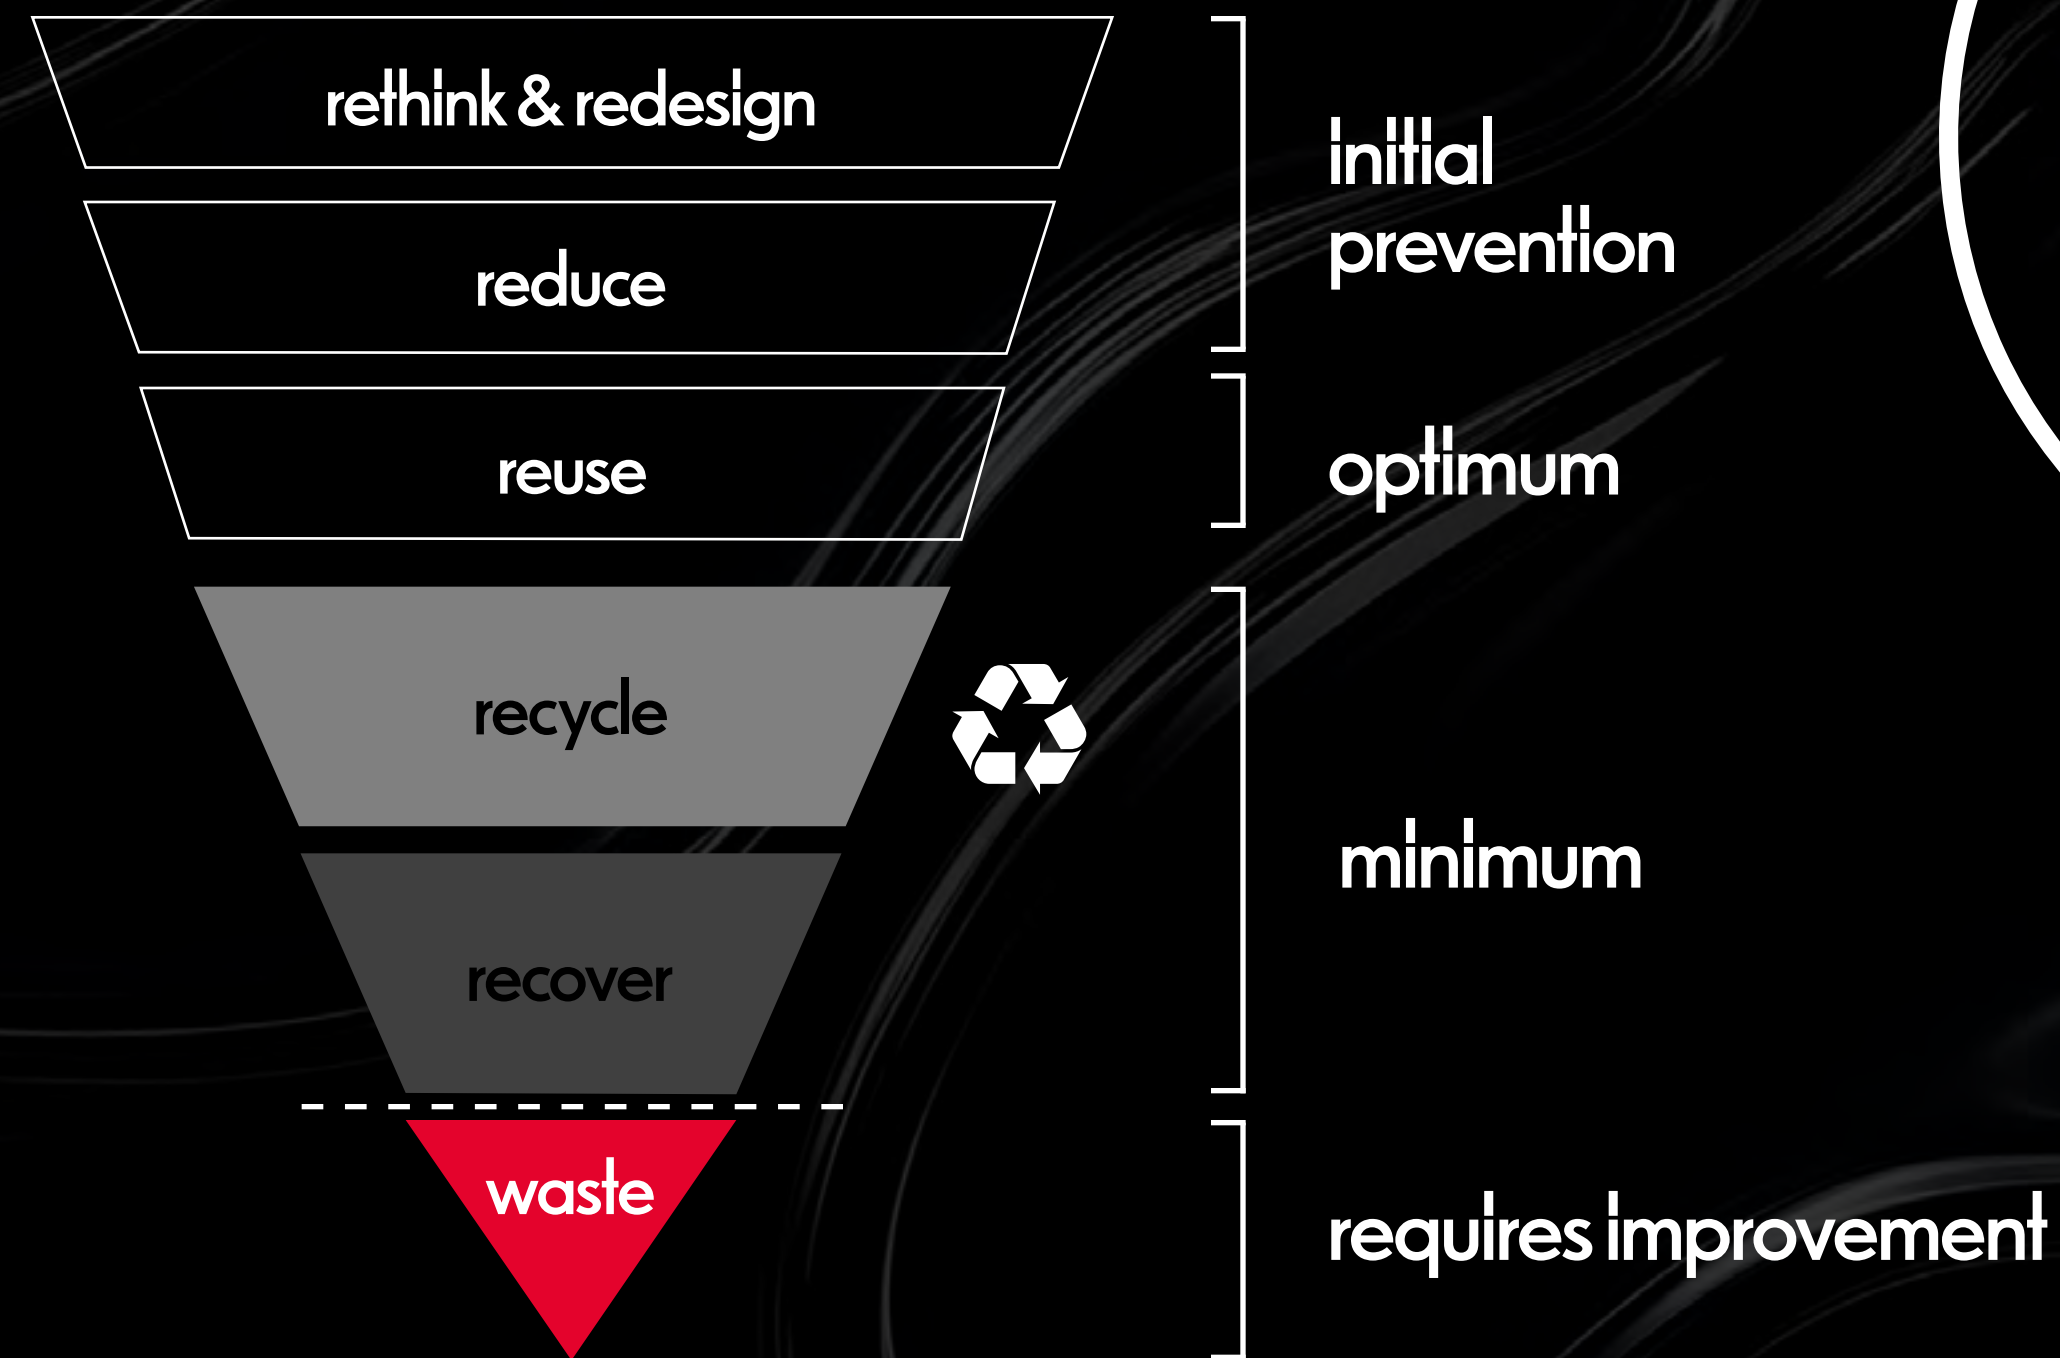 rethink & redesign
reduce
reuse
recycle
recover
waste
initial
prevention
optimum
minimum
requires improvement